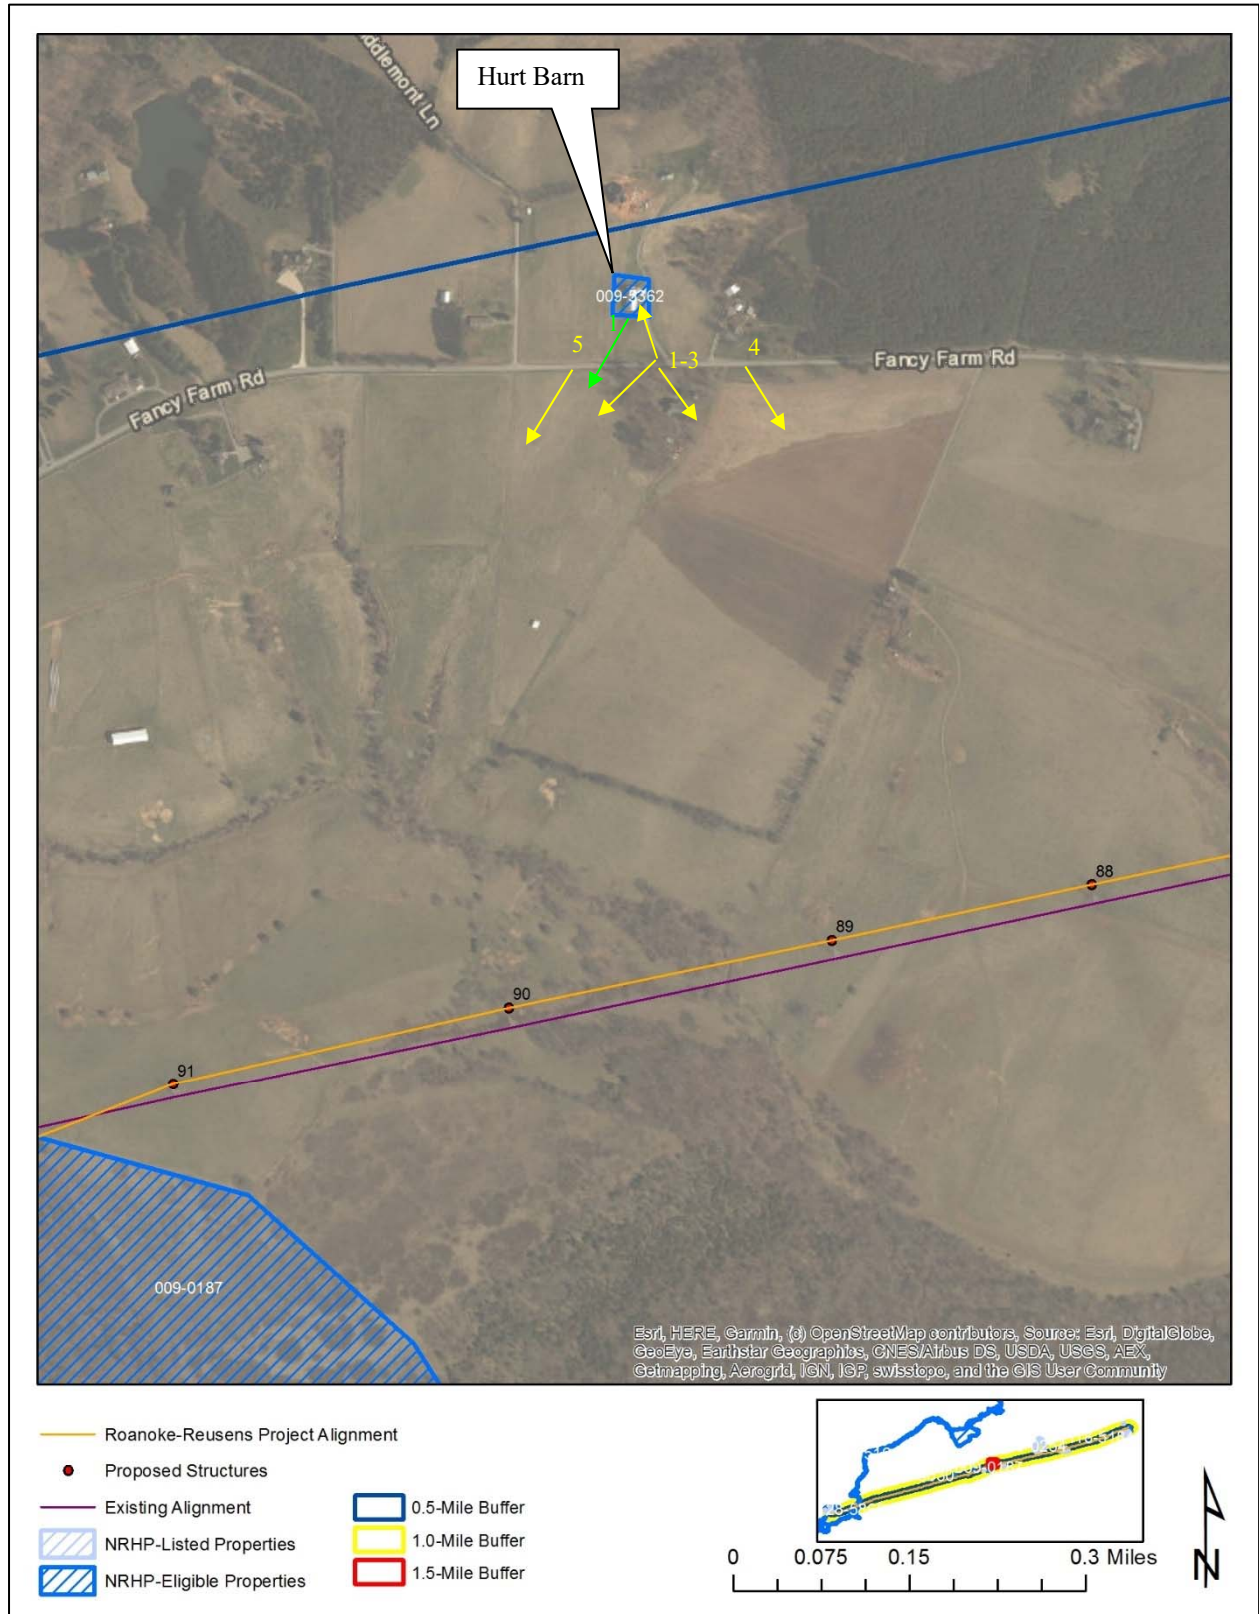 Hurt Barn
009-5362
5
1-3
4
Fancy Farm Rd
Fancy Farm Rd
88
89
90
91
009-0187
Esri, HERE, Garmin, (c) OpenStreetMap contributors, Source: Esri, DigitalGlobe,
GeoEye, Earthstar Geographics, CNES/Airbus DS, USDA, USGS, AEX,
Getmapping, Aerogrid, IGN, IGP, swisstopo, and the GIS User Community
Roanoke-Reusens Project Alignment
Proposed Structures
Existing Alignment
NRHP-Listed Properties
NRHP-Eligible Properties
0.5-Mile Buffer
1.0-Mile Buffer
1.5-Mile Buffer
0 0.075 0.15 0.3 Miles
N